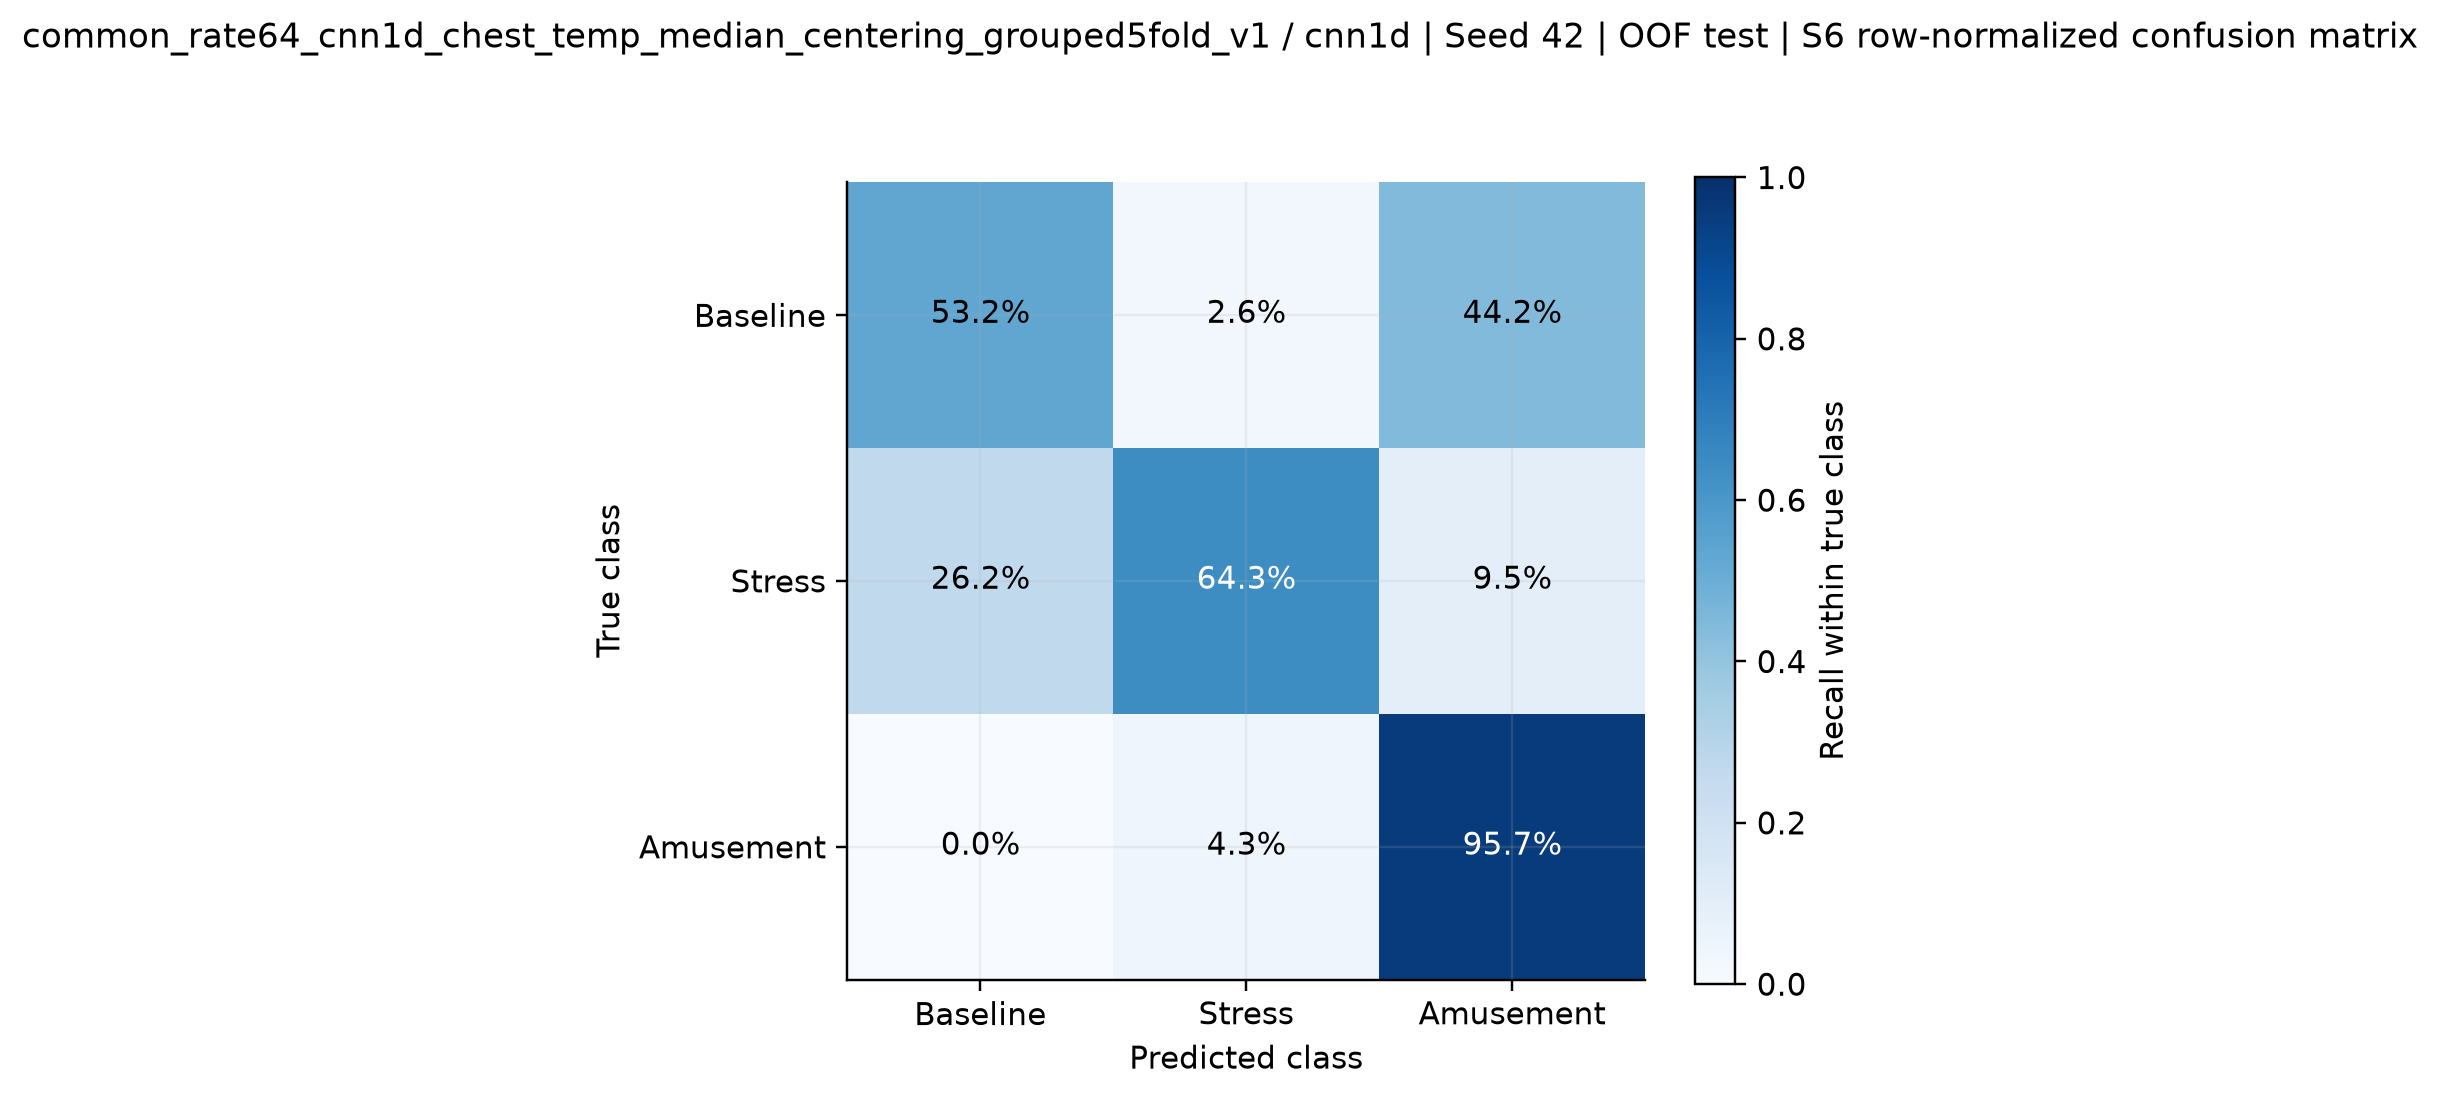 common_rate64_cnn1d_chest_temp_median_centering_grouped5fold_v1 / cnn1d | Seed 42 | OOF test | S6 row-normalized confusion matrix
True class
Baseline
53.2%
2.6%
44.2%
Stress
26.2%
64.3%
9.5%
Amusement
0.0%
4.3%
95.7%
Baseline
Stress
Amusement
Predicted class
1.0
0.8
0.6
0.4
0.2
0.0
Recall within true class